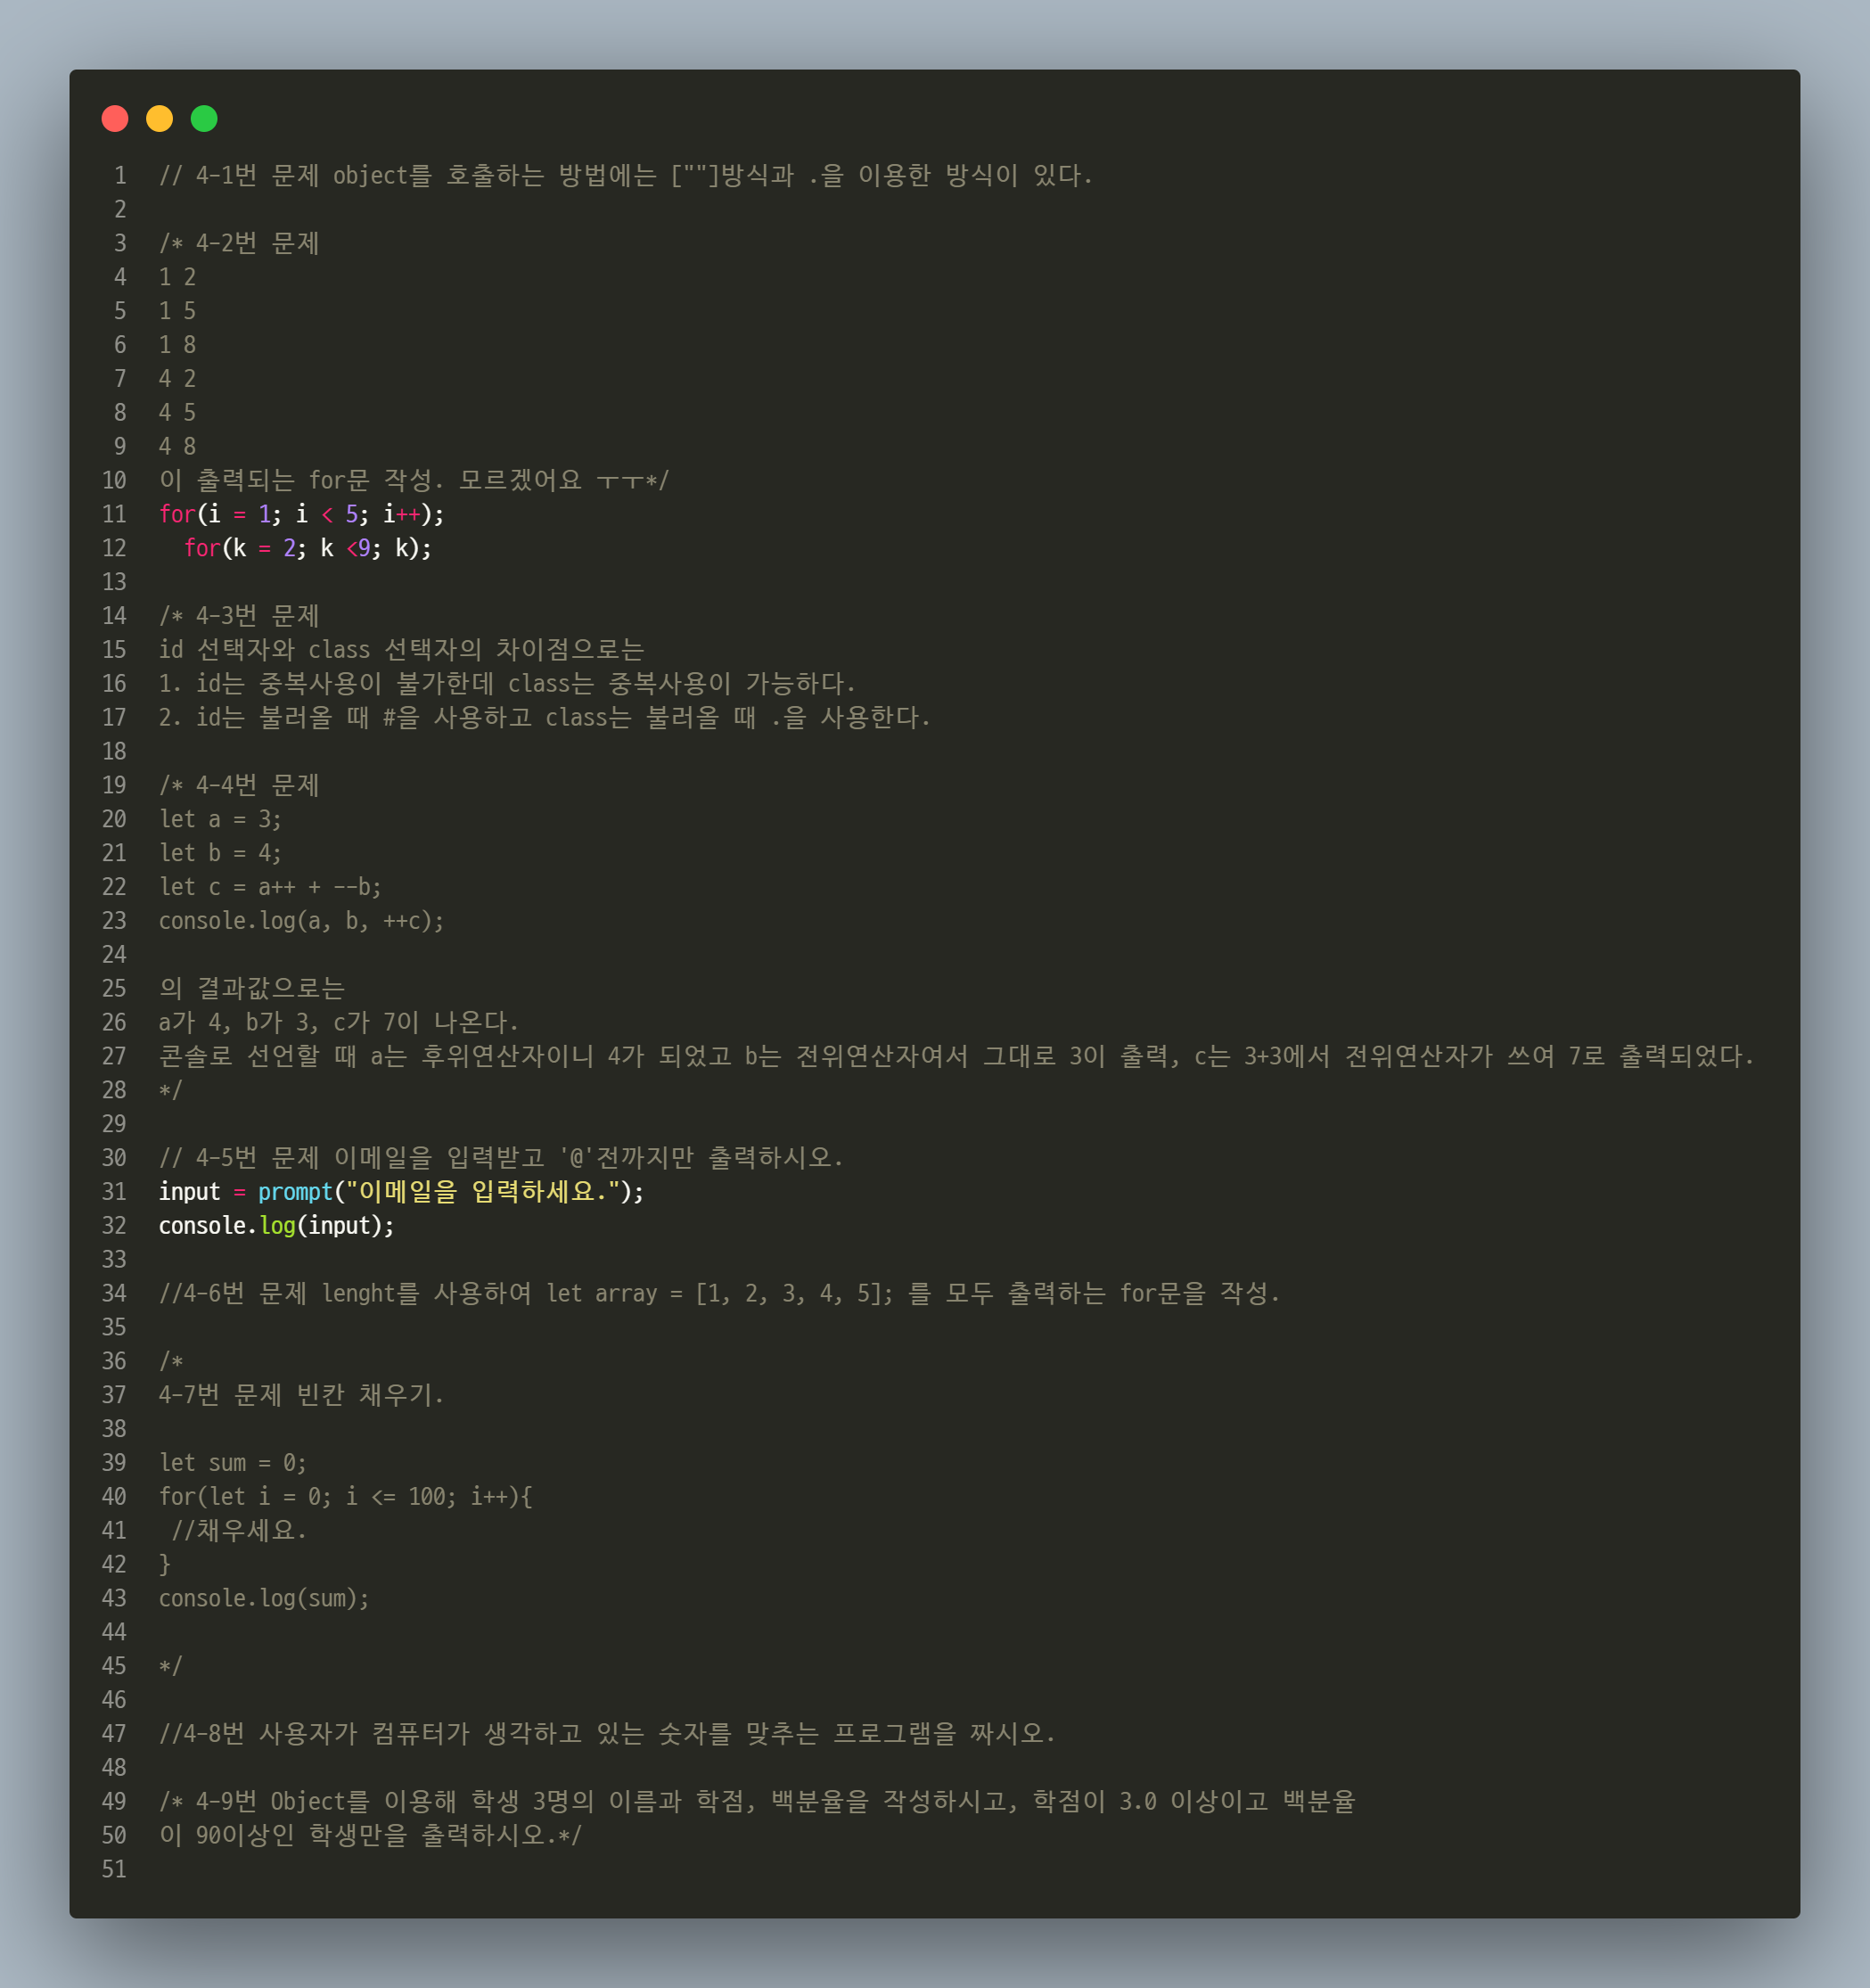 1 // 4-1번 문제 object를 호출하는 방법에는 [""]방식과 .을 이용한 방식이 있다.
2
3 /* 4-2번 문제
4 1 2
5 1 5
6 1 8
7 4 2
8 4 5
9 4 8
10 이 출력되는 for문 작성. 모르겠어요 ㅜㅜ*/
11 for(i = 1; i < 5; i++);
12   for(k = 2; k <9; k);
13
14 /* 4-3번 문제
15 id 선택자와 class 선택자의 차이점으로는
16 1. id는 중복사용이 불가한데 class는 중복사용이 가능하다.
17 2. id는 불러올 때 #을 사용하고 class는 불러올 때 .을 사용한다.
18
19 /* 4-4번 문제
20 let a = 3;
21 let b = 4;
22 let c = a++ + --b;
23 console.log(a, b, ++c);
24
25 의 결과값으로는
26 a가 4, b가 3, c가 7이 나온다.
27 콘솔로 선언할 때 a는 후위연산자이니 4가 되었고 b는 전위연산자여서 그대로 3이 출력, c는 3+3에서 전위연산자가 쓰여 7로 출력되었다.
28 */
29
30 // 4-5번 문제 이메일을 입력받고 '@'전까지만 출력하시오.
31 input = prompt("이메일을 입력하세요.");
32 console.log(input);
33
34 //4-6번 문제 lenght를 사용하여 let array = [1, 2, 3, 4, 5]; 를 모두 출력하는 for문을 작성.
35
36 /*
37 4-7번 문제 빈칸 채우기.
38
39 let sum = 0;
40 for(let i = 0; i <= 100; i++){
41  //채우세요.
42 }
43 console.log(sum);
44
45 */
46
47 //4-8번 사용자가 컴퓨터가 생각하고 있는 숫자를 맞추는 프로그램을 짜시오.
48
49 /* 4-9번 Object를 이용해 학생 3명의 이름과 학점, 백분율을 작성하시고, 학점이 3.0 이상이고 백분율
50 이 90이상인 학생만을 출력하시오.*/
51